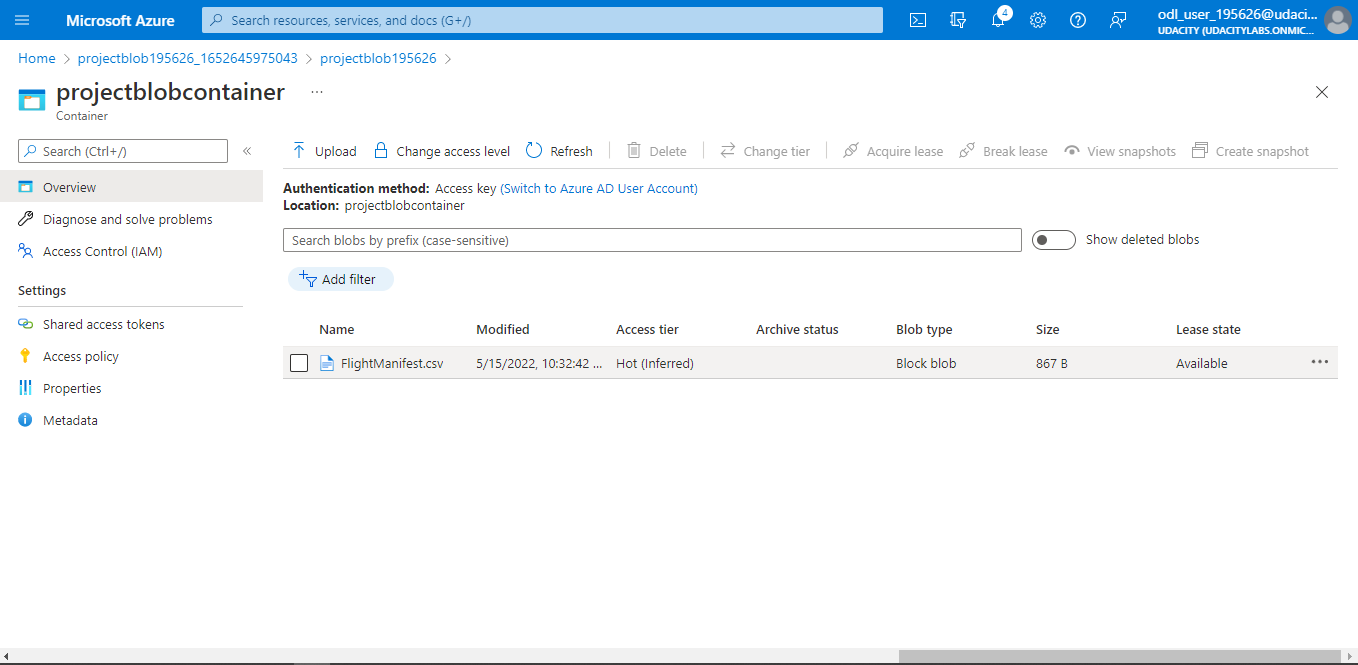 Microsoft Azure
Search resources, services, and docs (G+/)
4
odl_user_195626@udaci...
UDACITY (UDACITYLABS.ONMIC...
Home > projectblob195626_1652645975043 > projectblob195626 >
projectblobcontainer ...
Container
Search (Ctrl+/) «
Upload Change access level Refresh Delete Change tier Acquire lease Break lease View snapshots Create snapshot
Overview
Diagnose and solve problems
Access Control (IAM)
Settings
Shared access tokens
Access policy
Properties
Metadata
Authentication method: Access key (Switch to Azure AD User Account)
Location: projectblobcontainer
Search blobs by prefix (case-sensitive) Show deleted blobs
Add filter
Name Modified Access tier Archive status Blob type Size Lease state
FlightManifest.csv 5/15/2022, 10:32:42 ... Hot (Inferred) Block blob 867 B Available ...